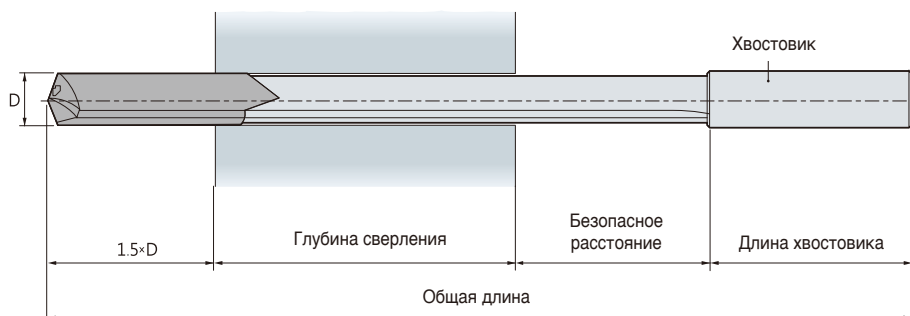 Хвостовик
D
Безопасное
расстояние
Глубина сверления
Длина хвостовика
1.5×D
Общая длина